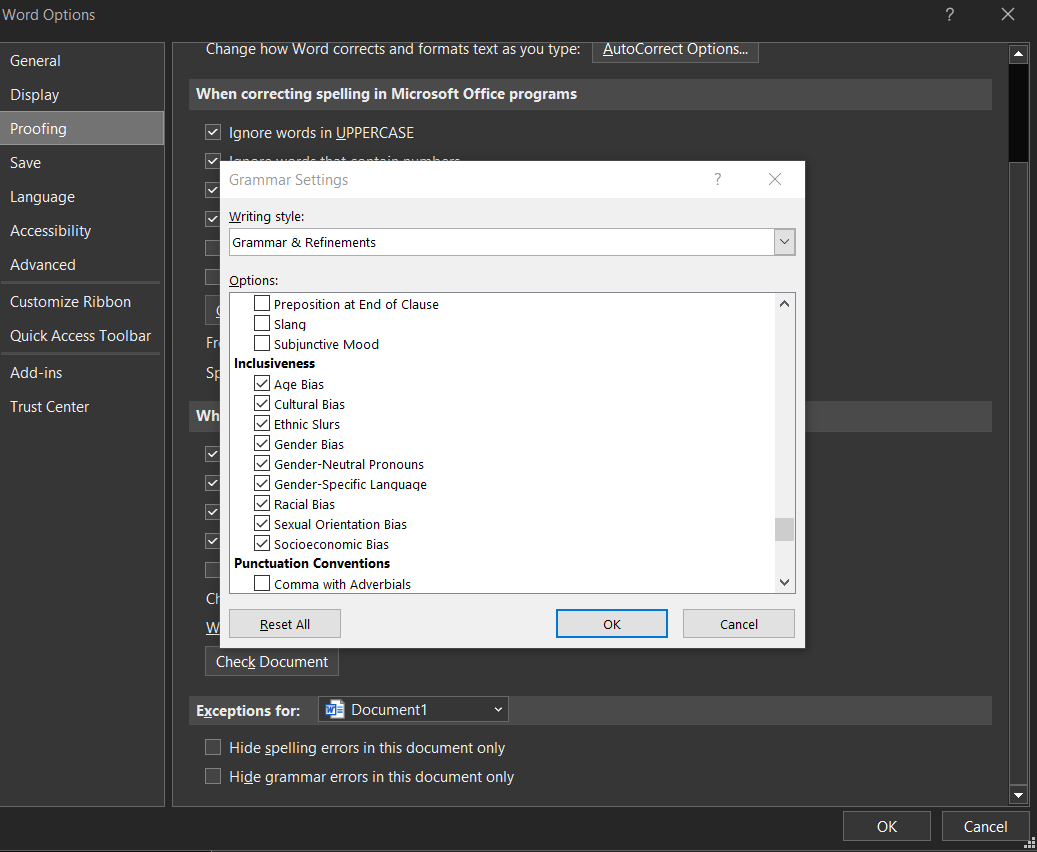 Word Options
?
General
Display
Proofing
Save
Language
Accessibility
Advanced
Customize Ribbon
Quick Access Toolbar
Add-ins
Trust Center
Change how Word corrects and formats text as you type:
AutoCorrect Options...
When correcting spelling in Microsoft Office programs
Ignore words in UPPERCASE
Ignore words that contain numbers
Fre
Sp
Wh
Ch
W
Grammar Settings
?
Writing style:
Grammar & Refinements
Options:
Preposition at End of Clause
Slang
Subjunctive Mood
Inclusiveness
Age Bias
Cultural Bias
Ethnic Slurs
Gender Bias
Gender-Neutral Pronouns
Gender-Specific Language
Racial Bias
Sexual Orientation Bias
Socioeconomic Bias
Punctuation Conventions
Comma with Adverbials
Reset All
OK
Cancel
Check Document
Exceptions for:
Document1
Hide spelling errors in this document only
Hide grammar errors in this document only
OK
Cancel